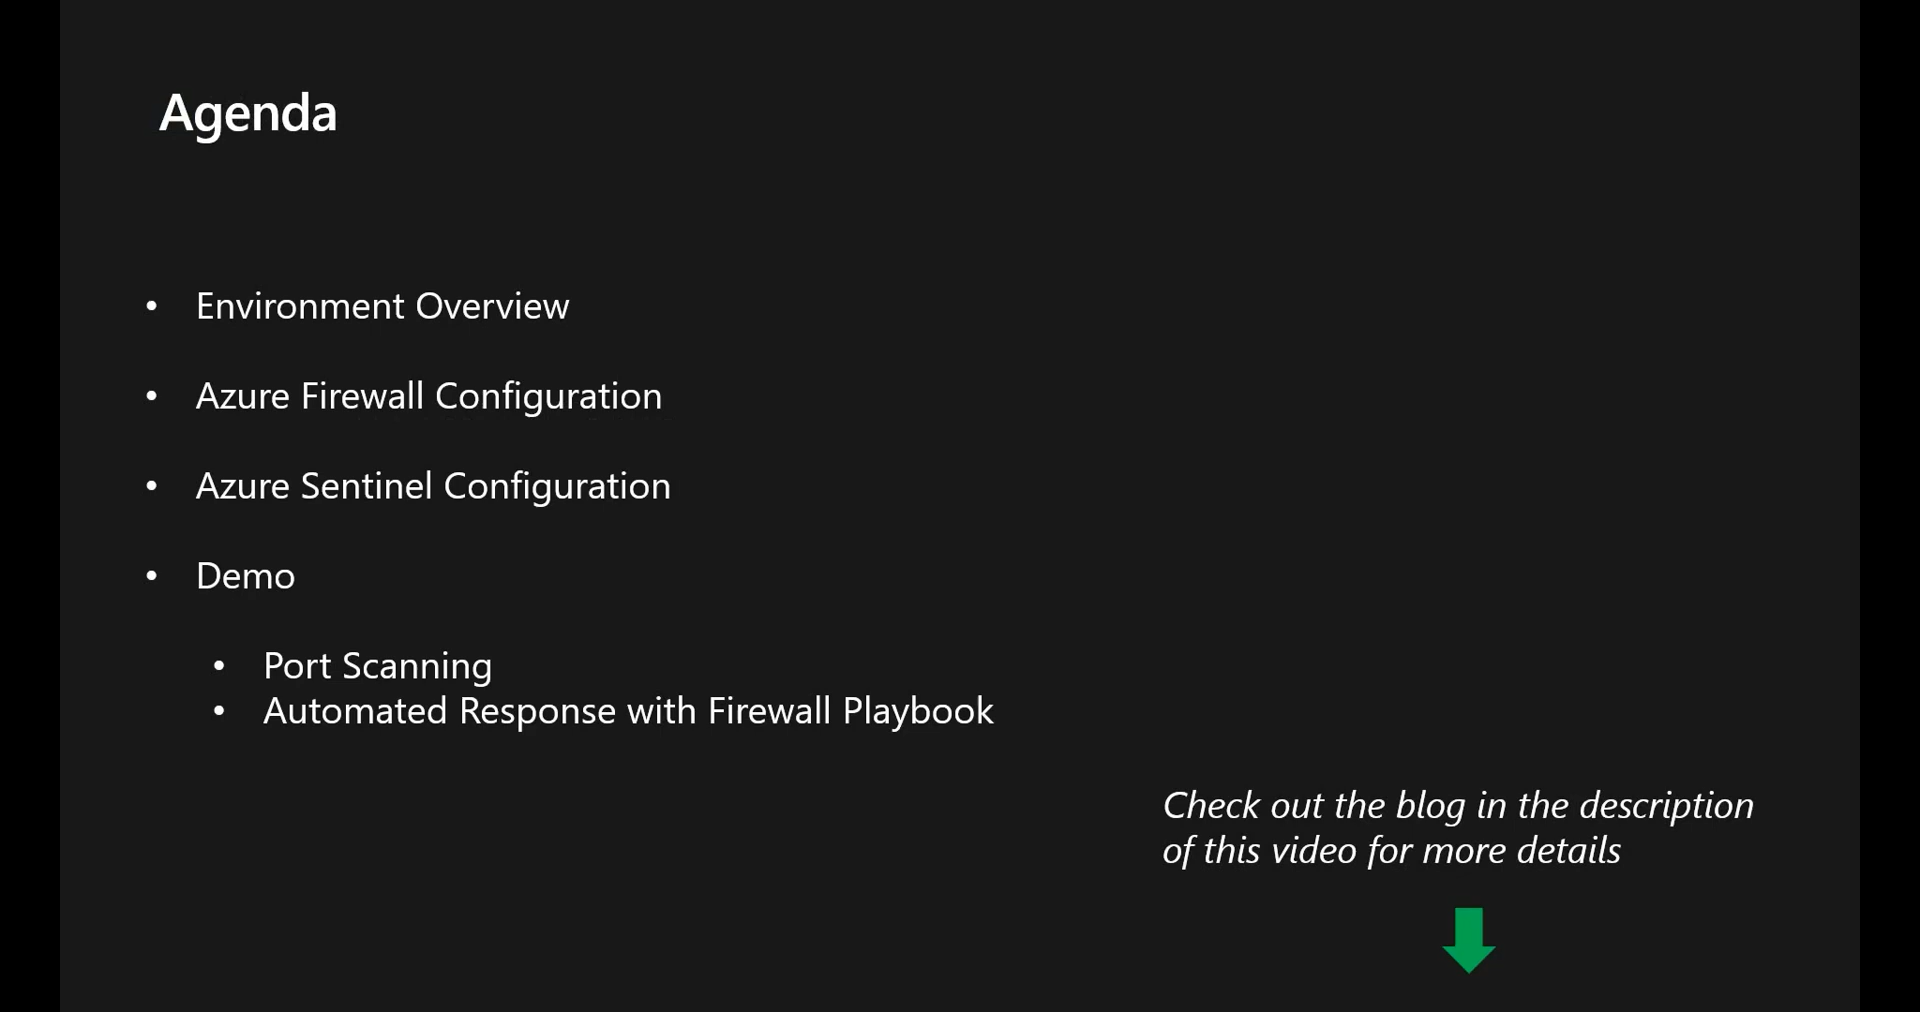 Agenda
• Environment Overview
• Azure Firewall Configuration
• Azure Sentinel Configuration
• Demo
• Port Scanning
• Automated Response with Firewall Playbook
Check out the blog in the description
of this video for more details